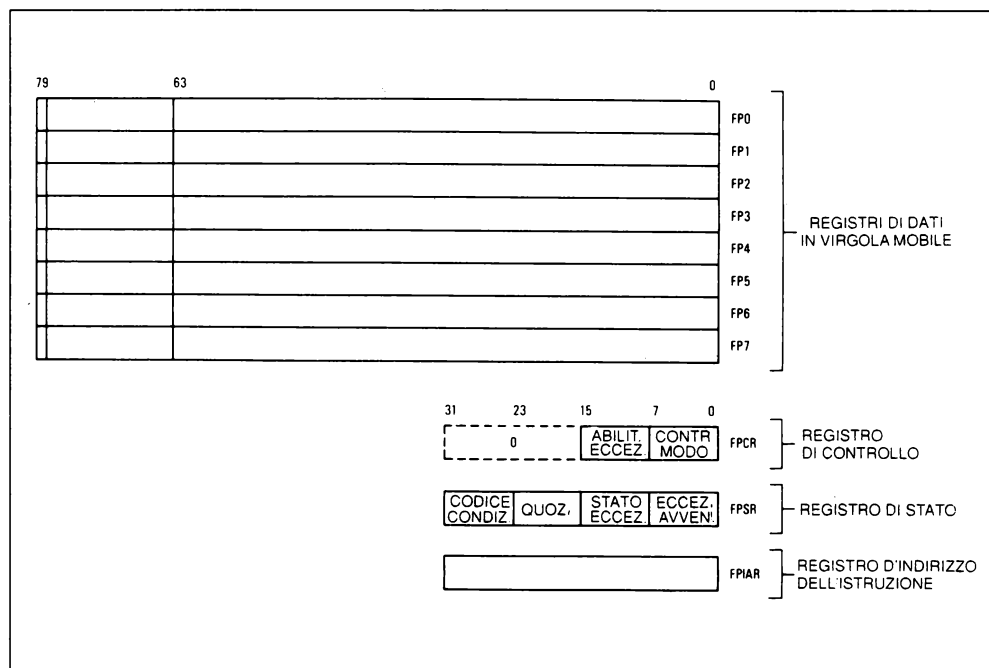 79 63 0
FP0
FP1
FP2
FP3
FP4
FP5
FP6
FP7
REGISTRI DI DATI
IN VIRGOLA MOBILE
31 23 15 7 0
0
ABILIT.
ECCEZ.
CONTR
MODO
FPCR
REGISTRO
DI CONTROLLO
CODICE
CONDIZ
QUOZ.
STATO
ECCEZ.
ECCEZ.
AVVEN.
FPSR
REGISTRO DI STATO
FPIAR
REGISTRO D'INDIRIZZO
DELL'ISTRUZIONE